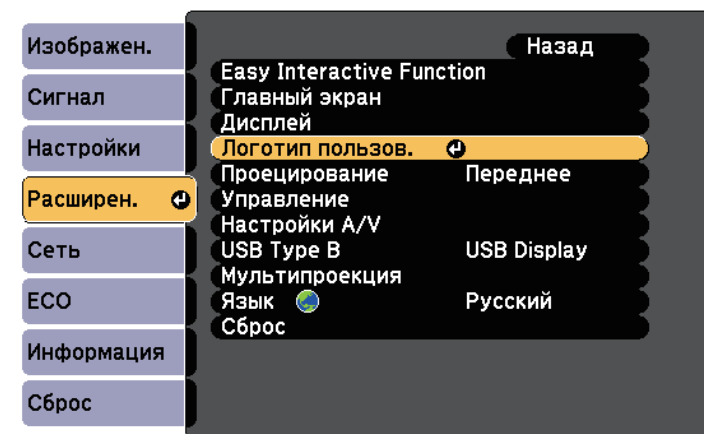 Изображен.
Сигнал
Настройки
Расширен.
Сеть
ECO
Информация
Сброс
Назад
Easy Interactive Function
Главный экран
Дисплей
Логотип пользов.
Проецирование Переднее
Управление
Настройки A/V
USB Type B USB Display
Мультипроекция
Язык Русский
Сброс